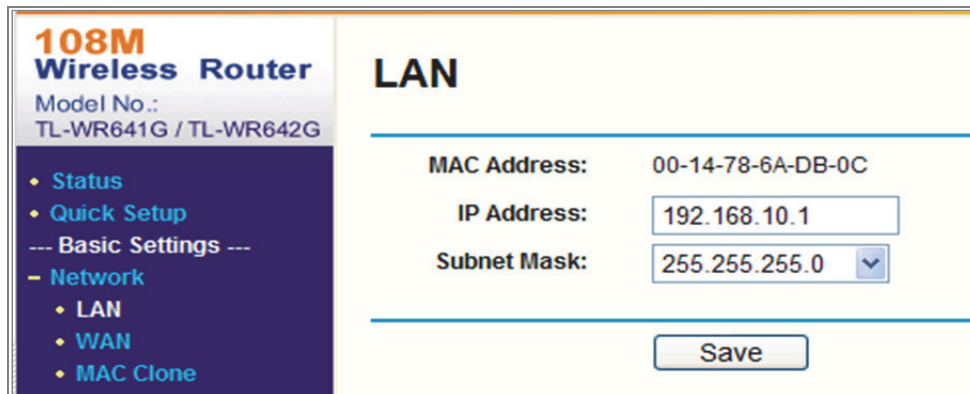 108M
Wireless Router
Model No.:
TL-WR641G / TL-WR642G
• Status
• Quick Setup
--- Basic Settings ---
– Network
• LAN
• WAN
• MAC Clone
LAN
MAC Address: 00-14-78-6A-DB-0C
IP Address: 192.168.10.1
Subnet Mask: 255.255.255.0
Save